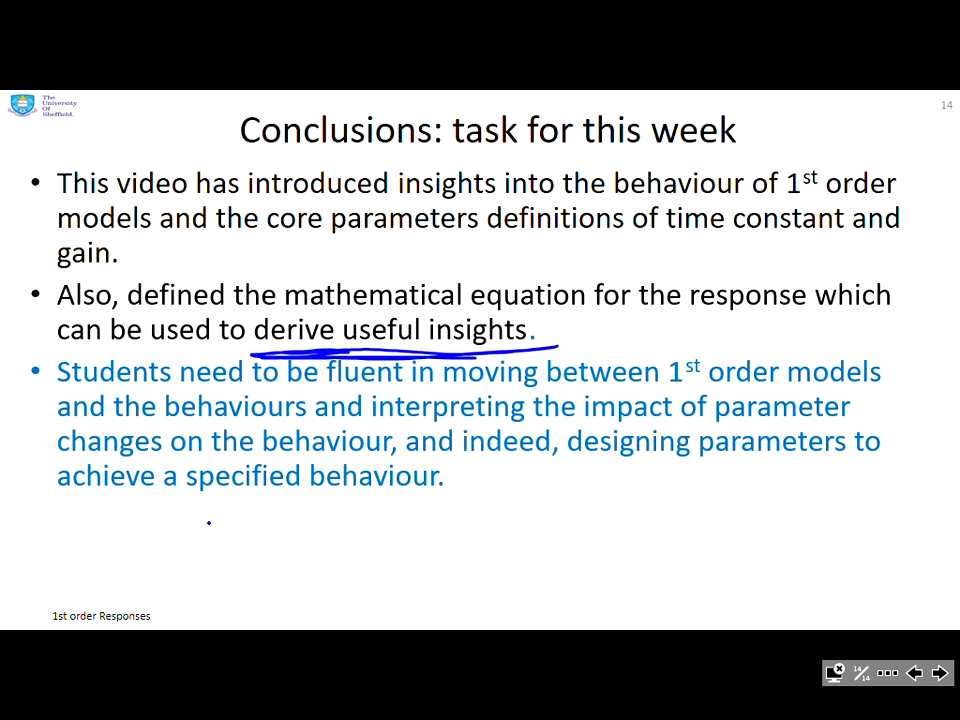 The
University
Of
Sheffield.
14
Conclusions: task for this week
• This video has introduced insights into the behaviour of 1st order
models and the core parameters definitions of time constant and
gain.
• Also, defined the mathematical equation for the response which
can be used to derive useful insights.
• Students need to be fluent in moving between 1st order models
and the behaviours and interpreting the impact of parameter
changes on the behaviour, and indeed, designing parameters to
achieve a specified behaviour.
1st order Responses
14/14